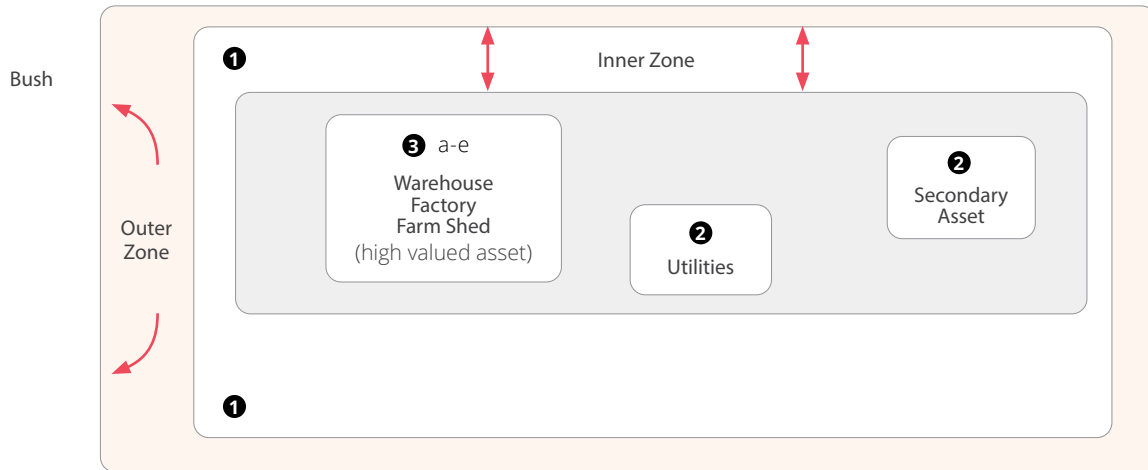 Bush
1
Inner Zone
Outer
Zone
3 a-e
Warehouse
Factory
Farm Shed
(high valued asset)
2
Utilities
2
Secondary
Asset
1